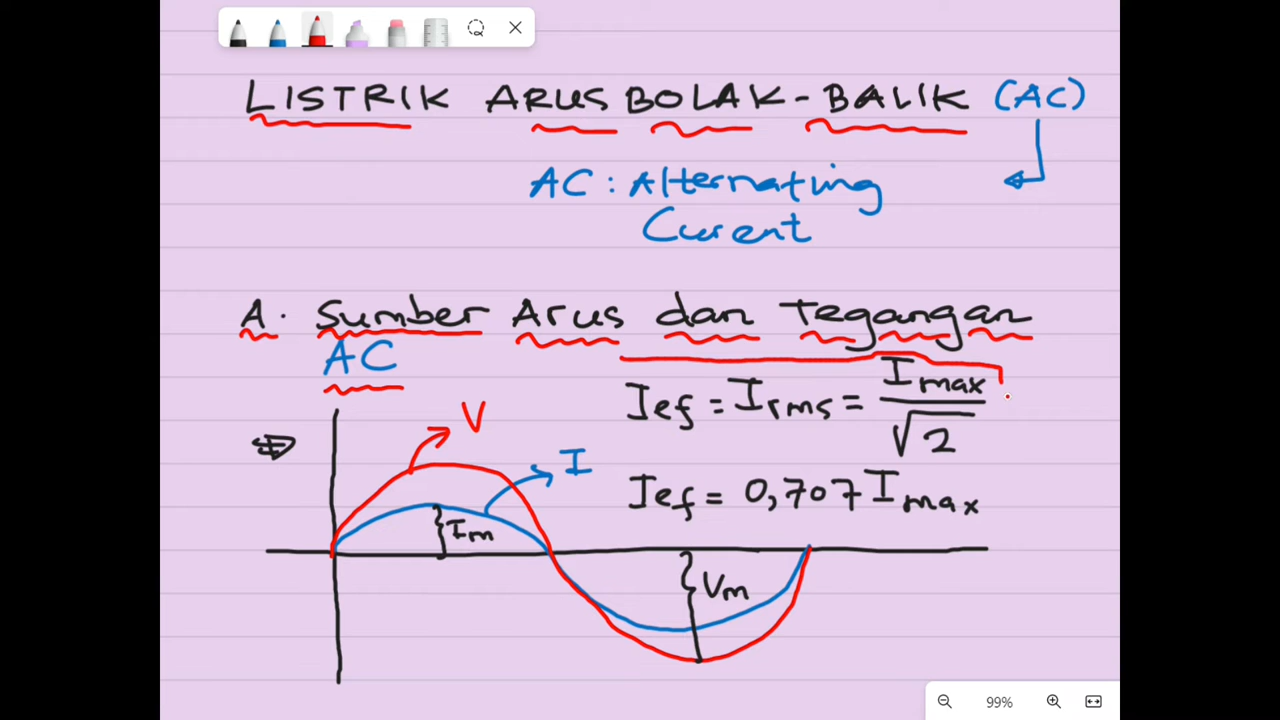 LISTRIK ARUS BOLAK-BALIK (AC)
AC : Alternating
Curent
A. Sumber Arus dan Tegangan
AC
Ief = Irms = Imax/√2
V
I
Ief = 0,707 Imax
Im
Vm
99%